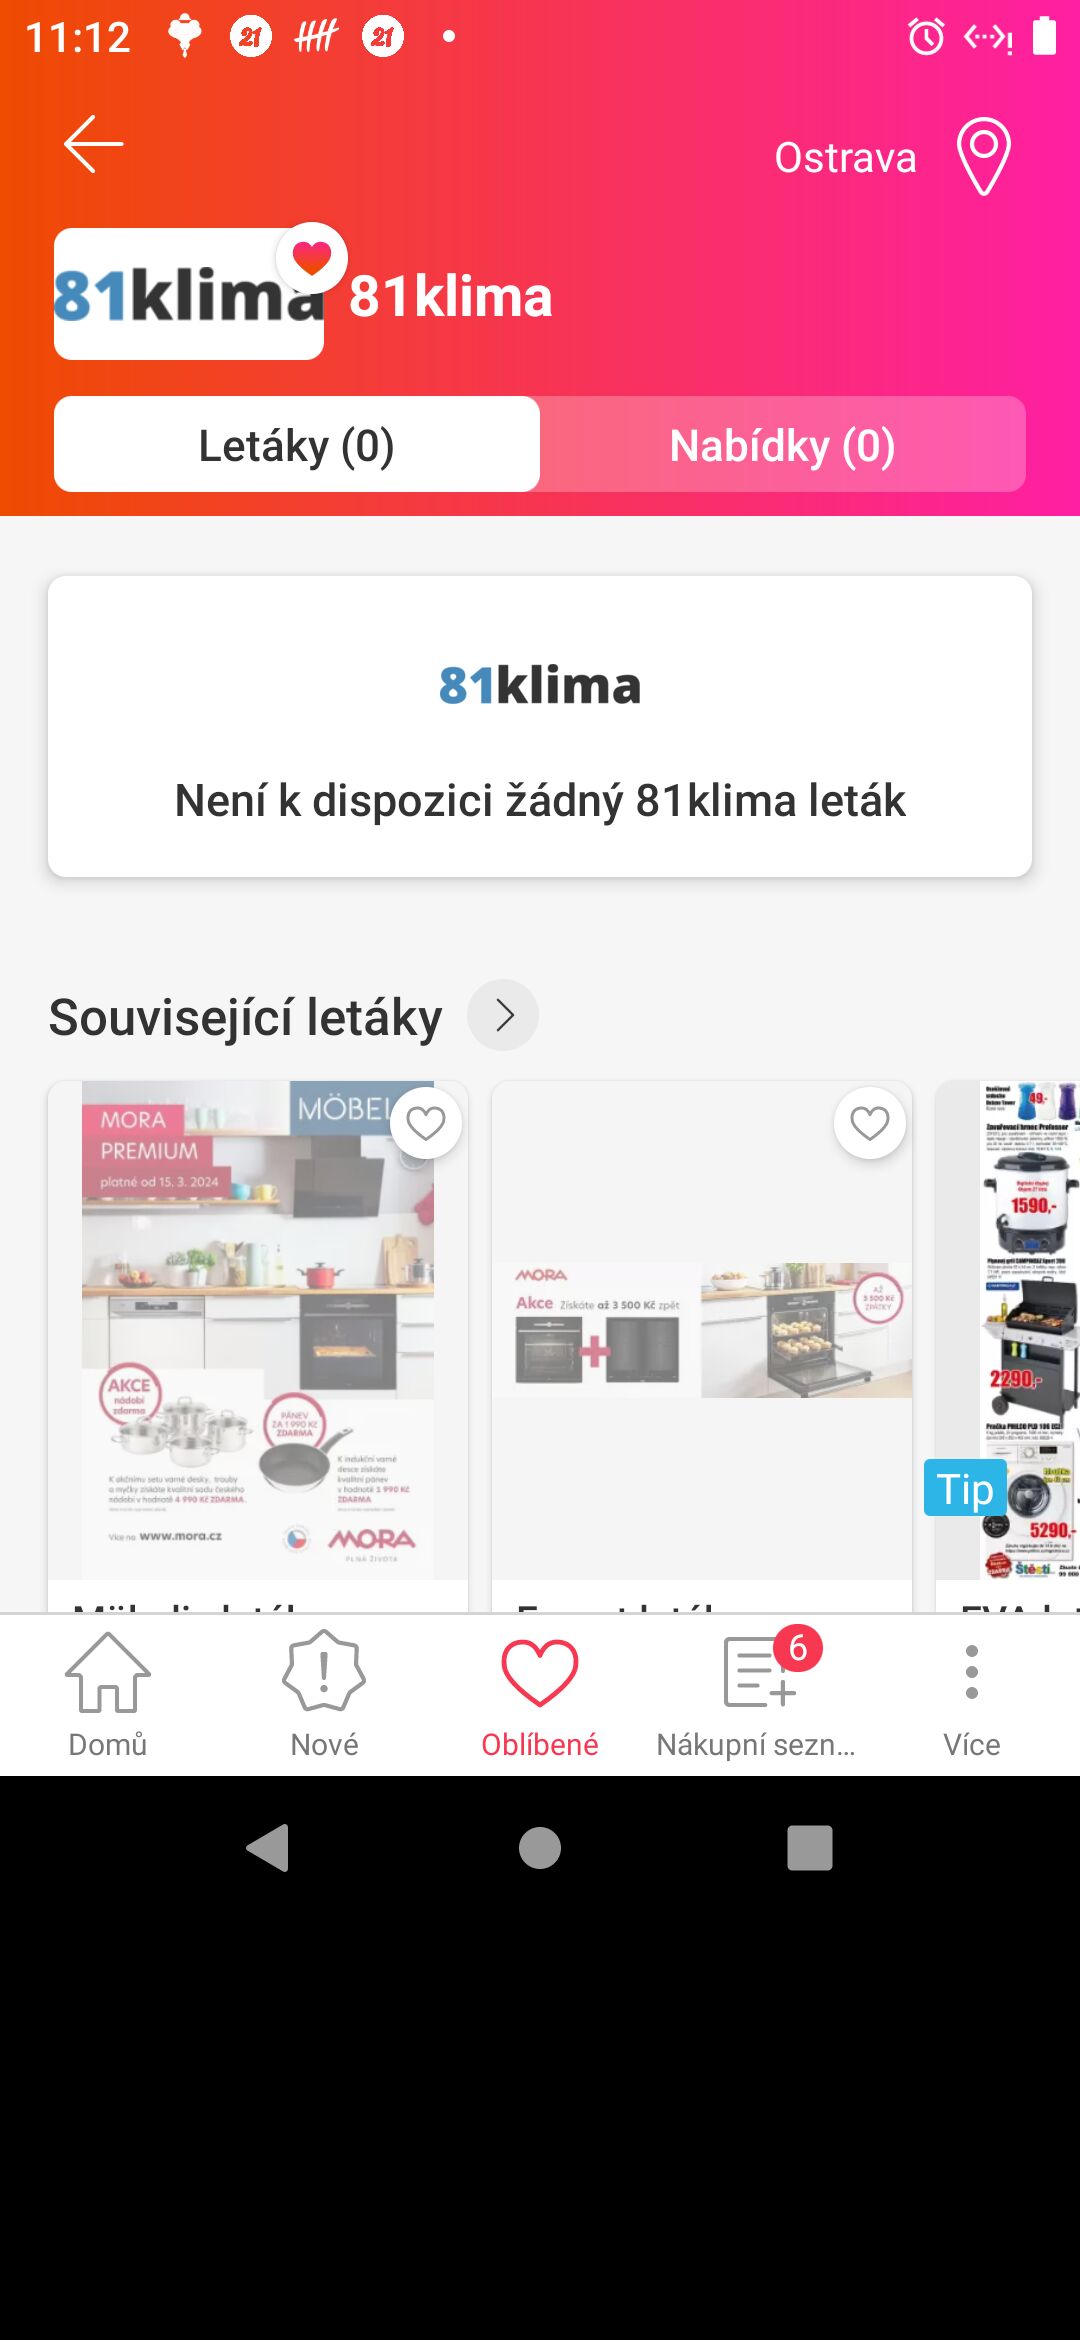 11:12
Ostrava
81klima
81klima
Letáky (0)
Nabídky (0)
81klima
Není k dispozici žádný 81klima leták
Související letáky
MORA
PREMIUM
platné od 15. 3. 2024
AKCE
nádobí
zdarma
PÁNEV
ZA 1 990 KČ
ZDARMA
K akčnímu setu varné desky, trouby
a myčky získáte kvalitní sadu českého
nádobí v hodnotě 4 990 Kč ZDARMA.
K indukční varné
desce získáte
kvalitní pánev
v hodnotě 1 990 Kč
ZDARMA
Více na www.mora.cz
MORA
PLNÁ ŽIVOTA
MORA
Akce Získáte až 3 500 Kč zpět
AŽ
3 500 KČ
ZPÁTKY
49,-
1590,-
2290,-
5290,-
Štěstí
Tip
Domů
Nové
Oblíbené
6
Nákupní sezn...
Více